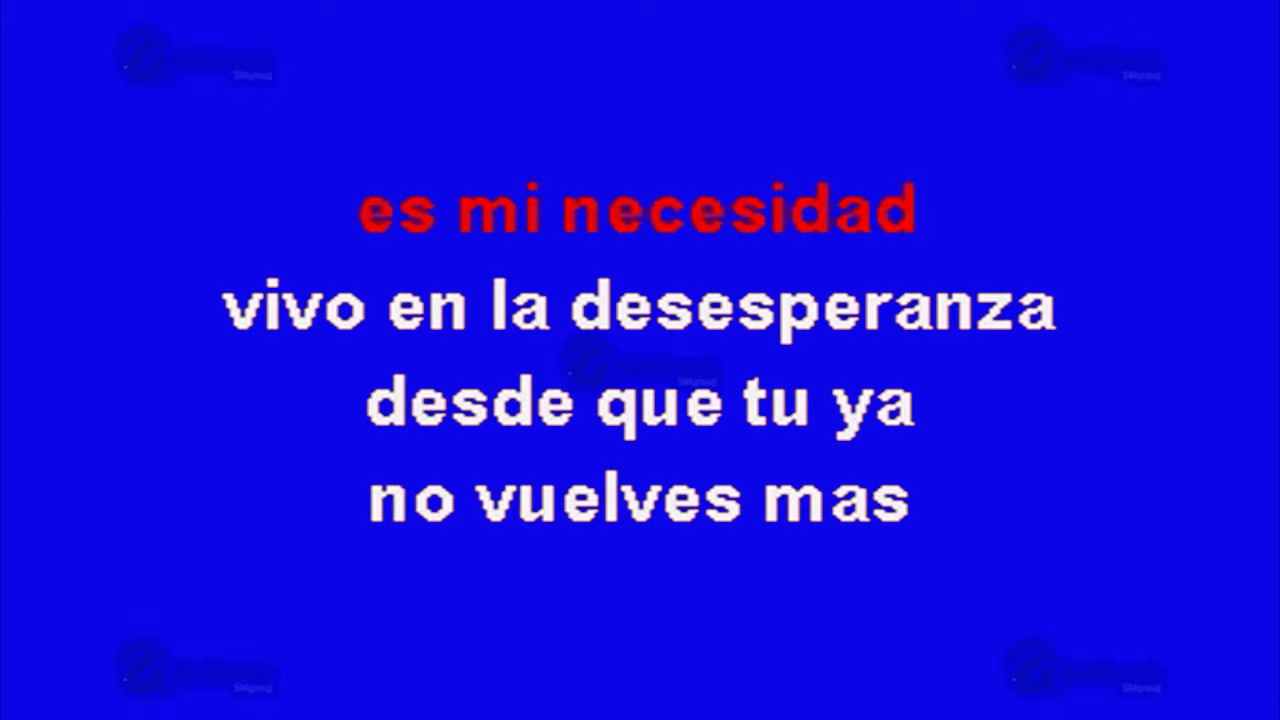 es mi necesidad
vivo en la desesperanza
desde que tu ya
no vuelves mas